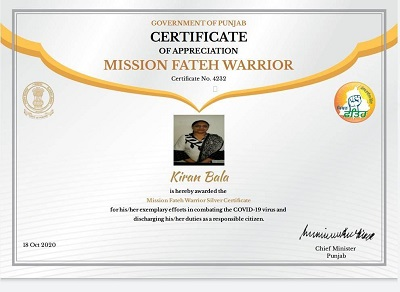 GOVERNMENT OF PUNJAB
CERTIFICATE
OF APPRECIATION
MISSION FATEH WARRIOR
Certificate No. 4232
ਫਤਿਹ
Kiran Bala
is hereby awarded the
Mission Fateh Warrior Silver Certificate
for his/her exemplary efforts in combating the COVID-19 virus and
discharging his/her duties as a responsible citizen.
18 Oct 2020
Chief Minister
Punjab